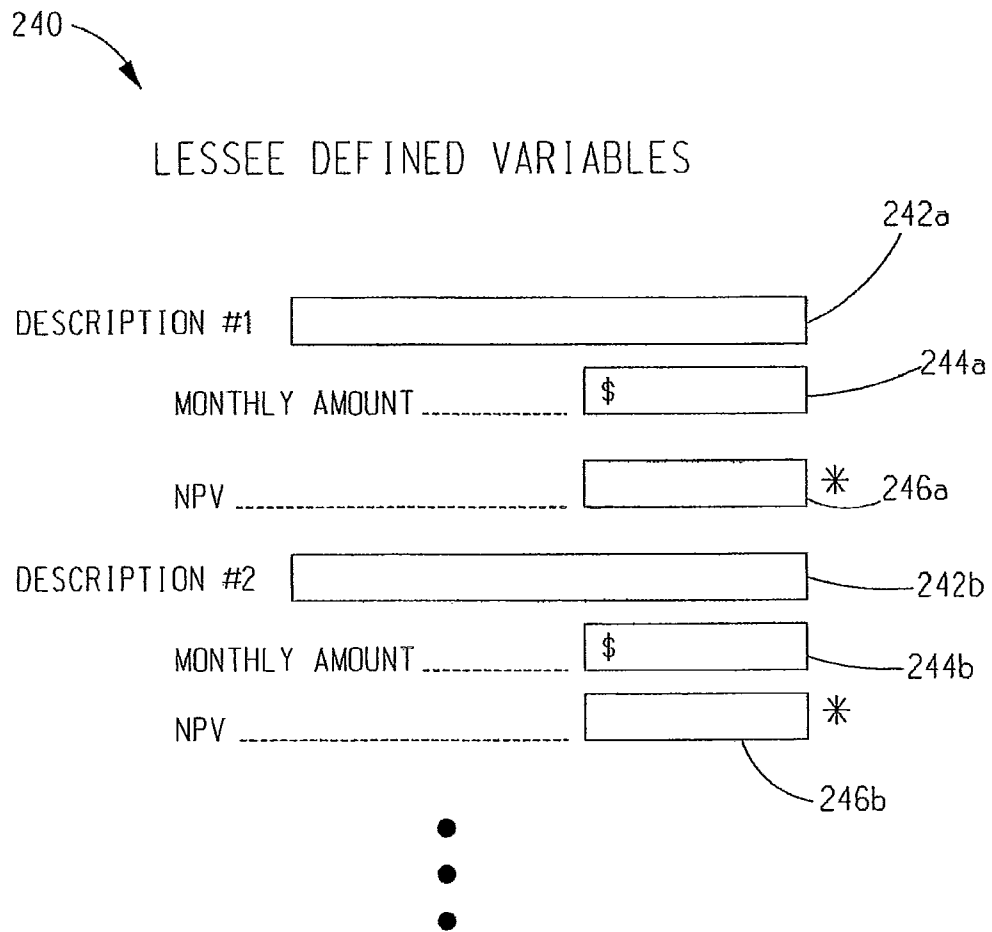 240
LESSEE DEFINED VARIABLES
242a
DESCRIPTION #1
244a
MONTHLY AMOUNT $
NPV * 246a
DESCRIPTION #2 242b
MONTHLY AMOUNT $ 244b
NPV *
246b